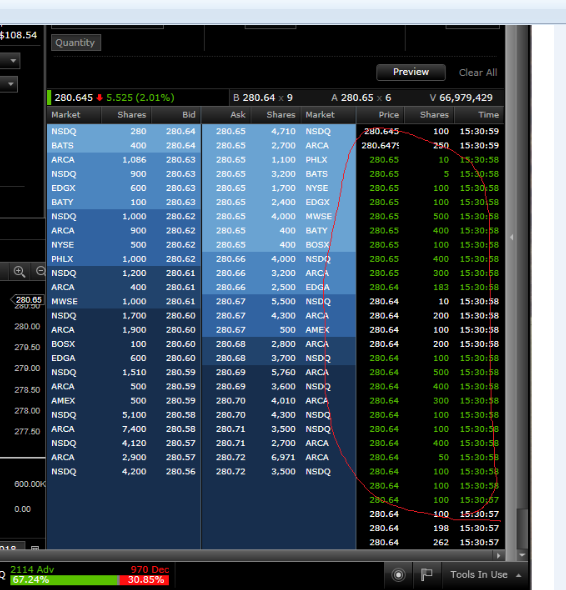 $108.54
Quantity
Preview Clear All
280.645 5.525 (2.01%) B 280.64 x 9 A 280.65 x 6 V 66,979,429
Market Shares Bid Ask Shares Market Price Shares Time
NSDQ 280 280.64 280.65 4,710 NSDQ 280.645 100 15:30:59
BATS 400 280.64 280.65 2,700 ARCA 280.6475 250 15:30:59
ARCA 1,086 280.63 280.65 1,100 PHLX 280.65 10 15:30:58
NSDQ 900 280.63 280.65 3,200 BATS 280.65 5 15:30:58
EDGX 600 280.63 280.65 1,700 NYSE 280.65 100 15:30:58
BATY 100 280.63 280.65 2,400 EDGX 280.65 100 15:30:58
NSDQ 1,000 280.62 280.65 4,000 MWSE 280.65 500 15:30:58
ARCA 900 280.62 280.65 400 BATY 280.65 400 15:30:58
NYSE 500 280.62 280.65 400 BOSX 280.65 100 15:30:58
PHLX 1,000 280.62 280.66 4,000 NSDQ 280.65 400 15:30:58
NSDQ 1,200 280.61 280.66 3,200 ARCA 280.65 300 15:30:58
ARCA 400 280.61 280.66 2,500 EDGA 280.64 183 15:30:58
280.65 MWSE 1,000 280.61 280.67 5,500 NSDQ 280.64 10 15:30:58
NSDQ 1,700 280.60 280.67 4,300 ARCA 280.64 200 15:30:58
280.00 ARCA 1,900 280.60 280.67 500 AMEX 280.64 100 15:30:58
BOSX 100 280.60 280.68 2,800 ARCA 280.64 200 15:30:58
279.50 EDGA 600 280.60 280.68 3,700 NSDQ 280.64 100 15:30:58
279.00 NSDQ 1,510 280.59 280.69 5,760 ARCA 280.64 500 15:30:58
278.50 ARCA 500 280.59 280.69 3,600 NSDQ 280.64 400 15:30:58
AMEX 500 280.59 280.70 4,010 ARCA 280.64 300 15:30:58
278.00 NSDQ 5,100 280.58 280.70 4,300 NSDQ 280.64 100 15:30:58
277.50 ARCA 7,400 280.58 280.71 3,500 NSDQ 280.64 100 15:30:58
NSDQ 4,120 280.57 280.71 2,700 ARCA 280.64 400 15:30:58
ARCA 2,900 280.57 280.72 6,971 ARCA 280.64 50 15:30:58
NSDQ 4,200 280.56 280.72 3,500 NSDQ 280.64 100 15:30:58
600.00K 280.64 100 15:30:58
280.64 100 15:30:57
0.00 280.64 100 15:30:57
280.64 198 15:30:57
280.64 262 15:30:57
Q 2114 Adv 970 Dec
67.24% 30.85% Tools In Use